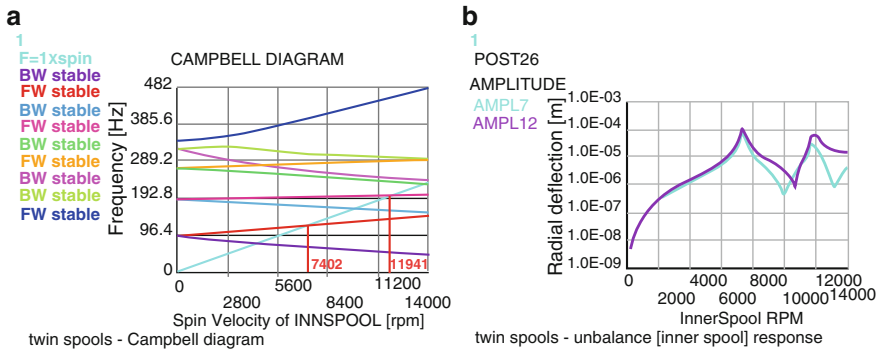 a
1
F=1xspin
BW stable
FW stable
BW stable
FW stable
BW stable
FW stable
BW stable
BW stable
FW stable
CAMPBELL DIAGRAM
Frequency [Hz]
482
385.6
289.2
192.8
96.4
0
7402
11941
0
2800
5600
8400
11200
14000
Spin Velocity of INNSPOOL [rpm]
twin spools - Campbell diagram
b
1
POST26
AMPLITUDE
AMPL7
AMPL12
Radial deflection [m]
1.0E-03
1.0E-04
1.0E-05
1.0E-06
1.0E-07
1.0E-08
1.0E-09
0
2000
4000
6000
8000
10000
12000
14000
InnerSpool RPM
twin spools - unbalance [inner spool] response